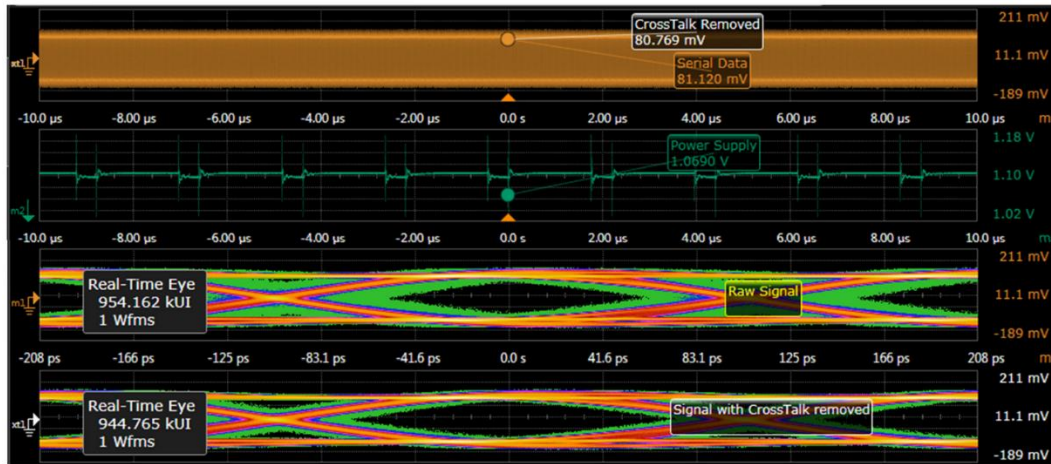 211 mV
CrossTalk Removed
80.769 mV
xt1
11.1 mV
Serial Data
81.120 mV
-189 mV
-10.0 µs -8.00 µs -6.00 µs -4.00 µs -2.00 µs 0.0 s 2.00 µs 4.00 µs 6.00 µs 8.00 µs 10.0 µs m
1.18 V
Power Supply
1.0690 V
1.10 V
m2
1.02 V
-10.0 µs -8.00 µs -6.00 µs -4.00 µs -2.00 µs 0.0 s 2.00 µs 4.00 µs 6.00 µs 8.00 µs 10.0 µs m
211 mV
Real-Time Eye
954.162 kUI
1 Wfms
m1
Raw Signal
11.1 mV
-189 mV
-208 ps -166 ps -125 ps -83.1 ps -41.6 ps 0.0 s 41.6 ps 83.1 ps 125 ps 166 ps 208 ps m
211 mV
Real-Time Eye
944.765 kUI
1 Wfms
xt1
Signal with CrossTalk removed
11.1 mV
-189 mV